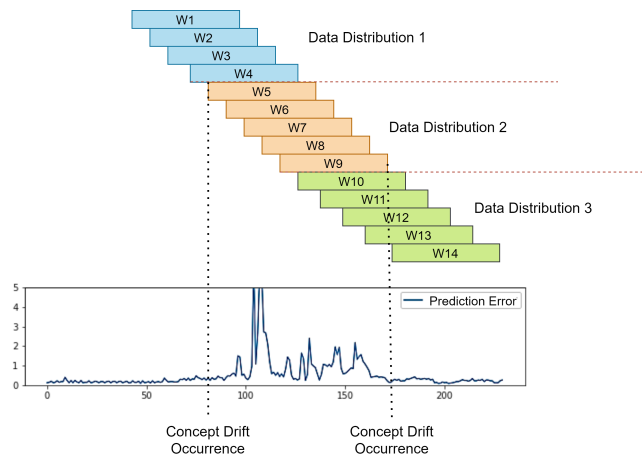 W1
W2
Data Distribution 1
W3
W4
W5
W6
W7
Data Distribution 2
W8
W9
W10
W11
W12
Data Distribution 3
W13
W14
5
Prediction Error
4
3
2
1
0
0
50
100
150
200
Concept Drift
Occurrence
Concept Drift
Occurrence